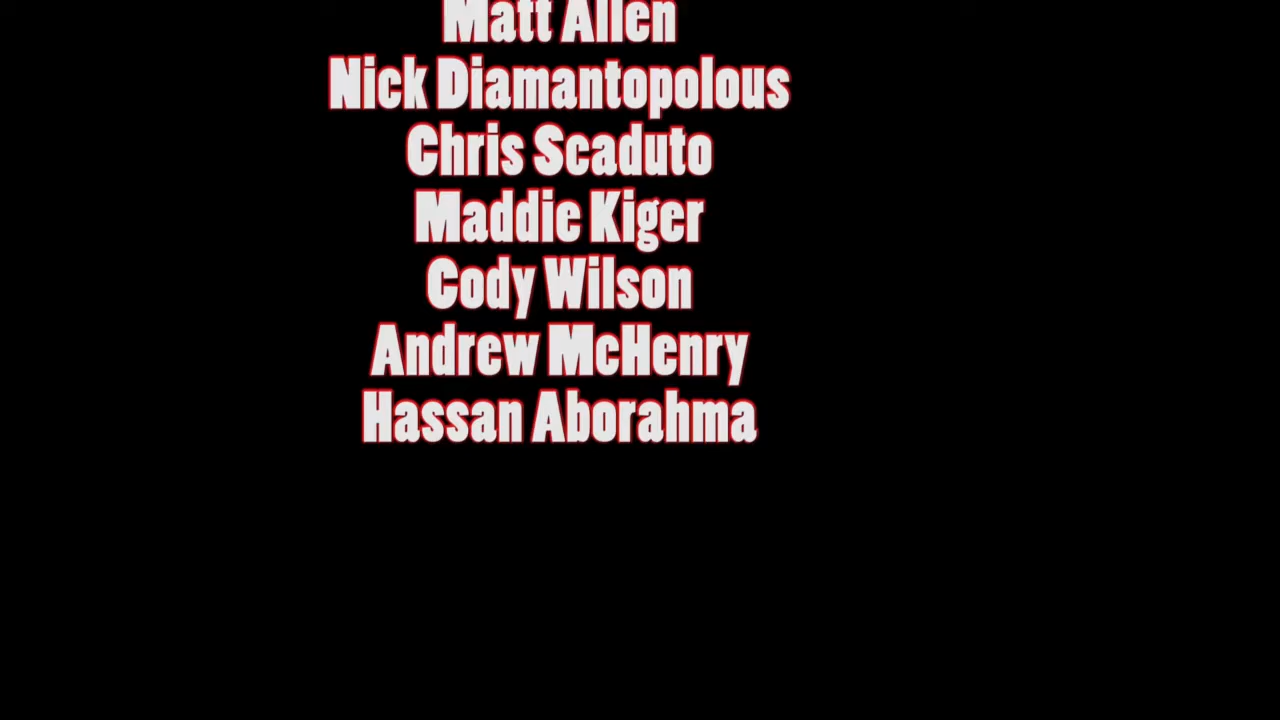 Matt Allen
Nick Diamantopolous
Chris Scaduto
Maddie Kiger
Cody Wilson
Andrew McHenry
Hassan Aborahma